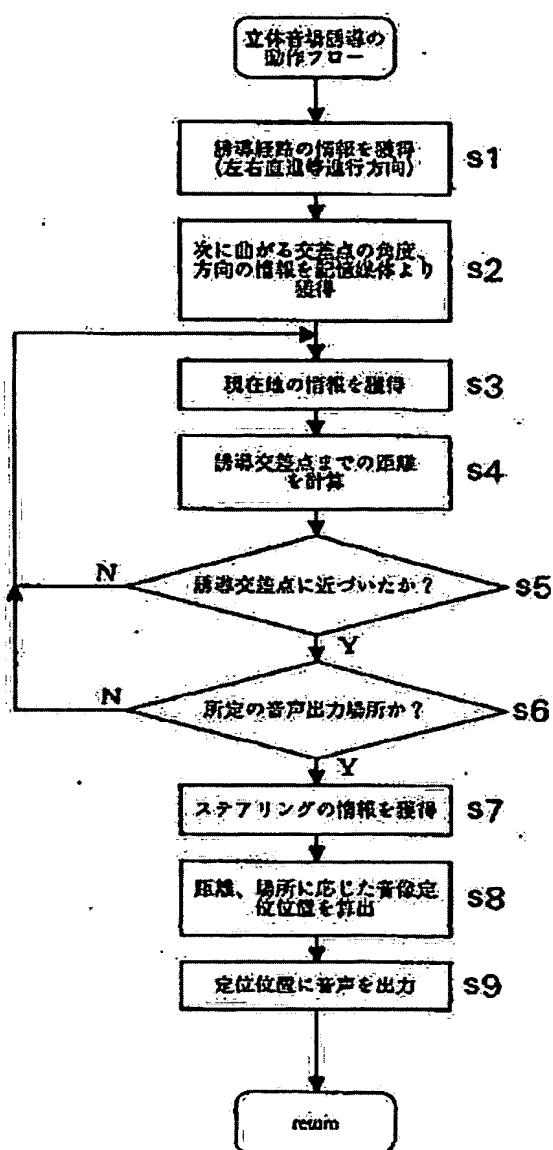 立体音場誘導の
動作フロー
誘導経路の情報を獲得
(左右直進等進行方向)
s1
次に曲がる交差点の角度、
方向の情報を記憶媒体より
獲得
s2
現在地の情報を獲得
s3
誘導交差点までの距離
を計算
s4
誘導交差点に近づいたか?
s5
N
Y
所定の音声出力場所か?
s6
N
Y
ステアリングの情報を獲得
s7
距離、場所に応じた音像定
位位置を算出
s8
定位位置に音声を出力
s9
return